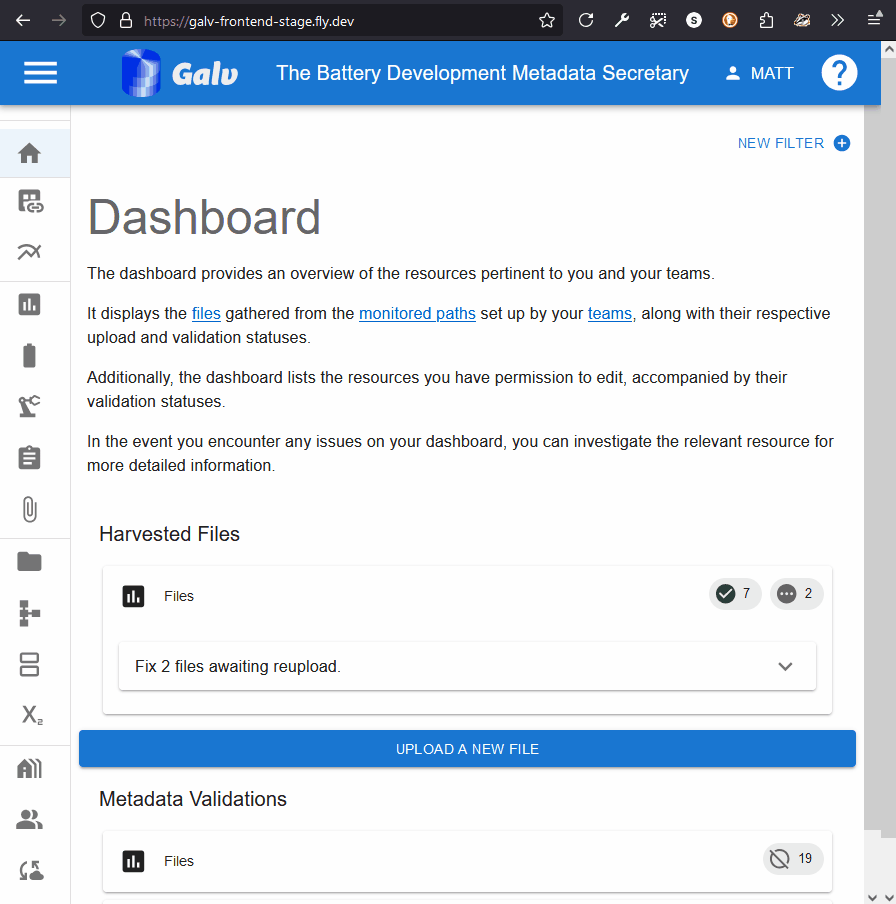 https://galv-frontend-stage.fly.dev
S
Galv
The Battery Development Metadata Secretary
MATT
?
NEW FILTER
Dashboard
The dashboard provides an overview of the resources pertinent to you and your teams.
It displays the files gathered from the monitored paths set up by your teams, along with their respective
upload and validation statuses.
Additionally, the dashboard lists the resources you have permission to edit, accompanied by their
validation statuses.
In the event you encounter any issues on your dashboard, you can investigate the relevant resource for
more detailed information.
X₂
Harvested Files
Files
7
2
Fix 2 files awaiting reupload.
UPLOAD A NEW FILE
Metadata Validations
Files
19